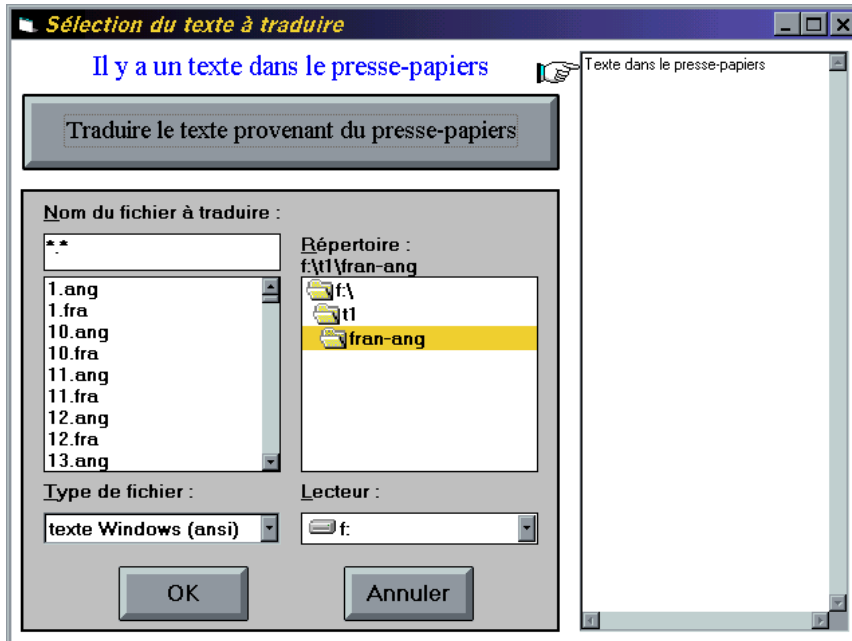 Sélection du texte à traduire
Il y a un texte dans le presse-papiers
Texte dans le presse-papiers
Traduire le texte provenant du presse-papiers
Nom du fichier à traduire :
*.*
Répertoire :
f:\t1\fran-ang
1.ang
1.fra
10.ang
10.fra
11.ang
11.fra
12.ang
12.fra
13.ang
f:\
t1
fran-ang
Type de fichier :
texte Windows (ansi)
Lecteur :
f:
OK
Annuler